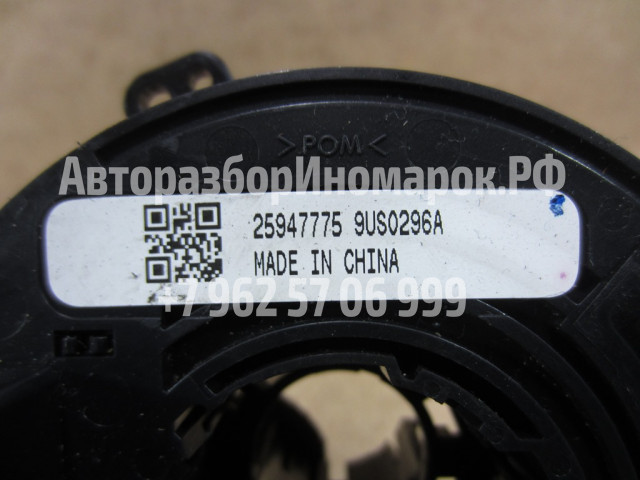 >POM<
АвторазборИномарок.РФ
25947775 9US0296A
MADE IN CHINA
+7 962 57 06 999